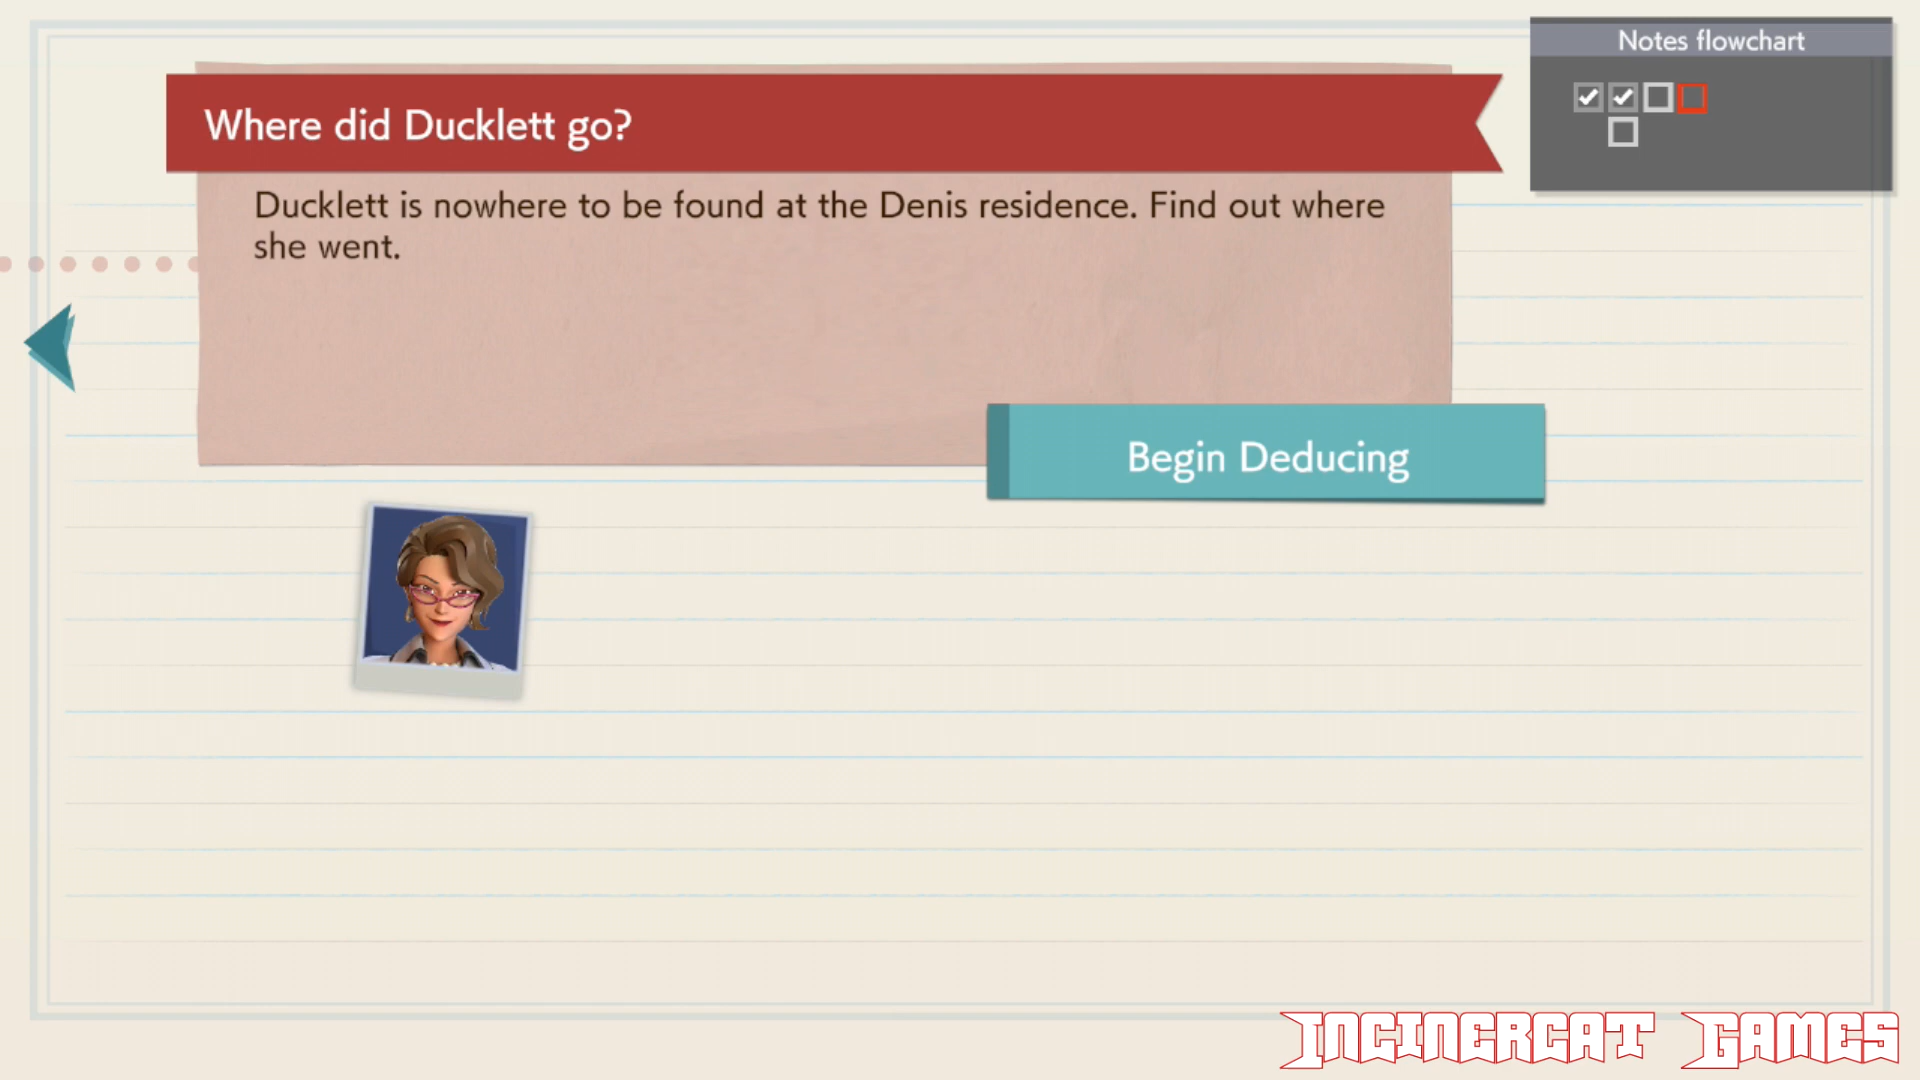 Notes flowchart
Where did Ducklett go?
Ducklett is nowhere to be found at the Denis residence. Find out where
she went.
Begin Deducing
INCINERCAT GAMES